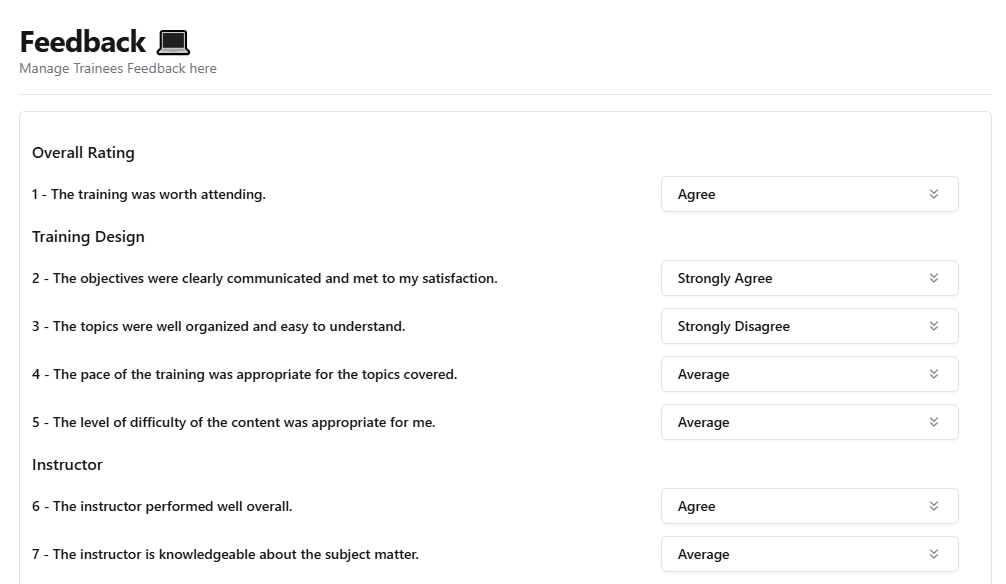 Feedback
Manage Trainees Feedback here
Overall Rating
1 - The training was worth attending.
Agree
Training Design
2 - The objectives were clearly communicated and met to my satisfaction.
Strongly Agree
3 - The topics were well organized and easy to understand.
Strongly Disagree
4 - The pace of the training was appropriate for the topics covered.
Average
5 - The level of difficulty of the content was appropriate for me.
Average
Instructor
6 - The instructor performed well overall.
Agree
7 - The instructor is knowledgeable about the subject matter.
Average